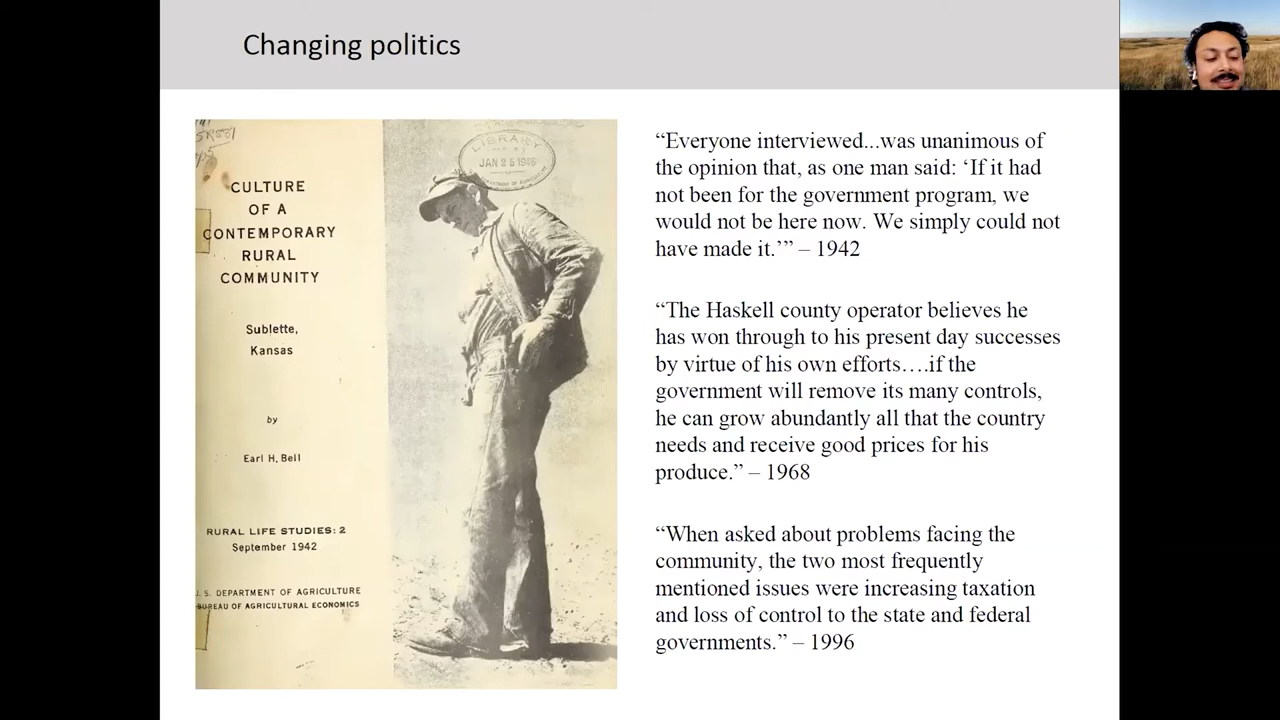 Changing politics
CULTURE
OF A
CONTEMPORARY
RURAL
COMMUNITY
Sublette,
Kansas
by
Earl H. Bell
RURAL LIFE STUDIES: 2
September 1942
U. S. DEPARTMENT OF AGRICULTURE
BUREAU OF AGRICULTURAL ECONOMICS
LIBRARY
JAN 25 1946
DEPARTMENT OF AGRICULTURE
“Everyone interviewed...was unanimous of
the opinion that, as one man said: ‘If it had
not been for the government program, we
would not be here now. We simply could not
have made it.’” – 1942
“The Haskell county operator believes he
has won through to his present day successes
by virtue of his own efforts….if the
government will remove its many controls,
he can grow abundantly all that the country
needs and receive good prices for his
produce.” – 1968
“When asked about problems facing the
community, the two most frequently
mentioned issues were increasing taxation
and loss of control to the state and federal
governments.” – 1996